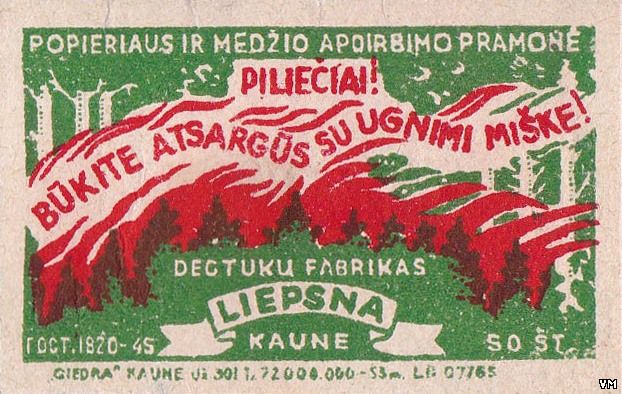 POPIERIAUS IR MEDŽIO APDIRBIMO PRAMONĖ
PILIEČIAI!
BŪKITE ATSARGŪS SU UGNIMI MIŠKE!
DEGTUKŲ FABRIKAS
LIEPSNA
KAUNE
ГОСТ. 1820-45
50 ŠT.
„GIEDRA" KAUNE Už. 301 T. 72 000.000 - 53 m. LB 07765
VM